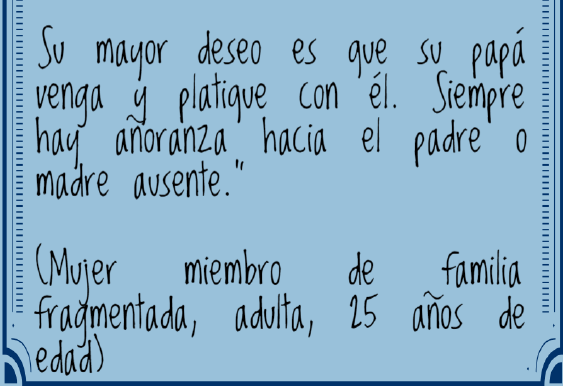 Su mayor deseo es que su papá
venga y platique con él. Siempre
hay añoranza hacia el padre o
madre ausente."
(Mujer miembro de familia
fragmentada, adulta, 25 años de
edad)